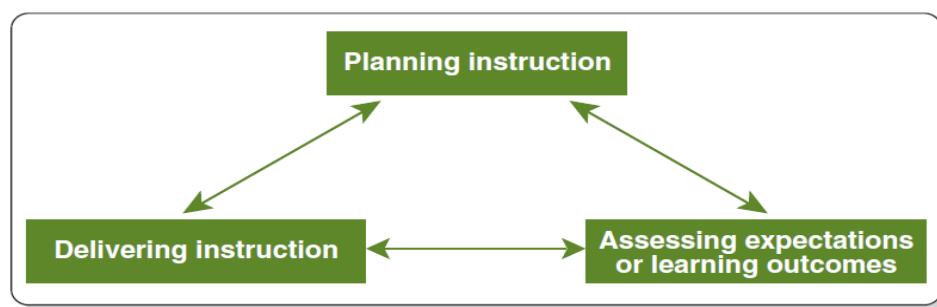 Planning instruction
Delivering instruction
Assessing expectations
or learning outcomes